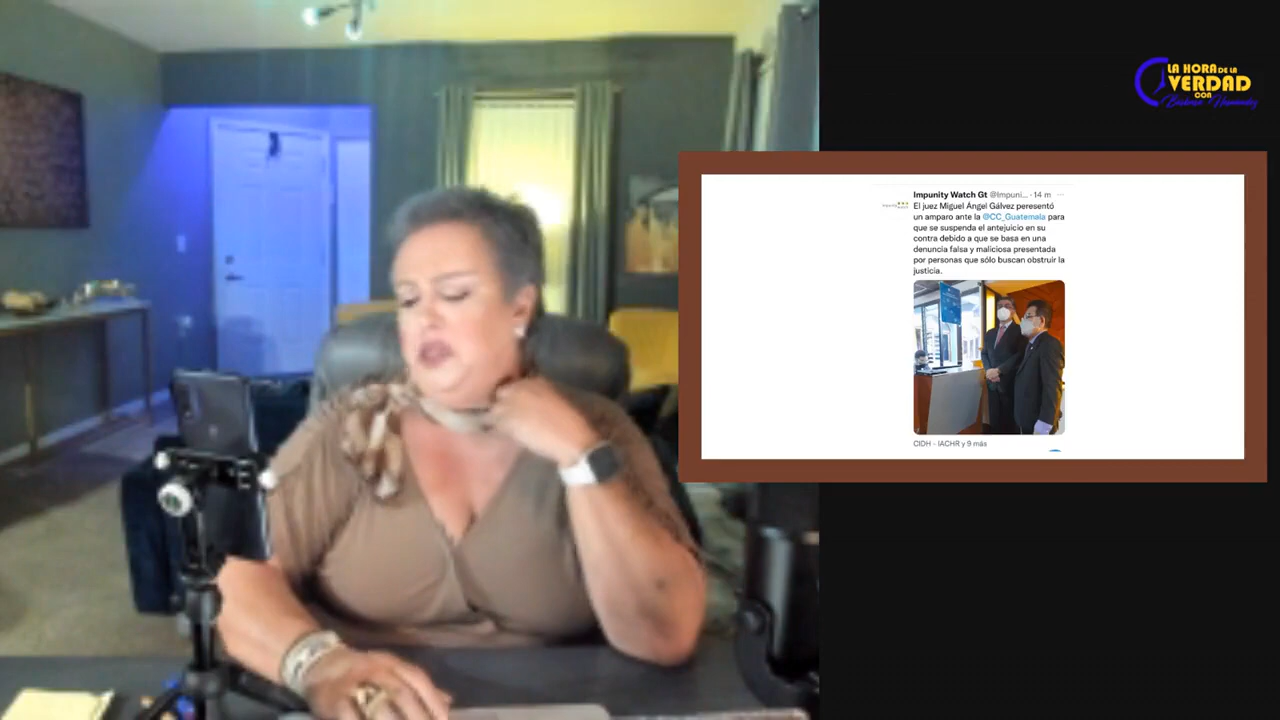 LA HORA DE LA
VERDAD
CON
Impunity Watch Gt @Impuni... · 14 m ···
El juez Miguel Ángel Gálvez peresentó
un amparo ante la @CC_Guatemala para
que se suspenda el antejuicio en su
contra debido a que se basa en una
denuncia falsa y maliciosa presentada
por personas que sólo buscan obstruir la
justicia.
CIDH - IACHR y 9 más